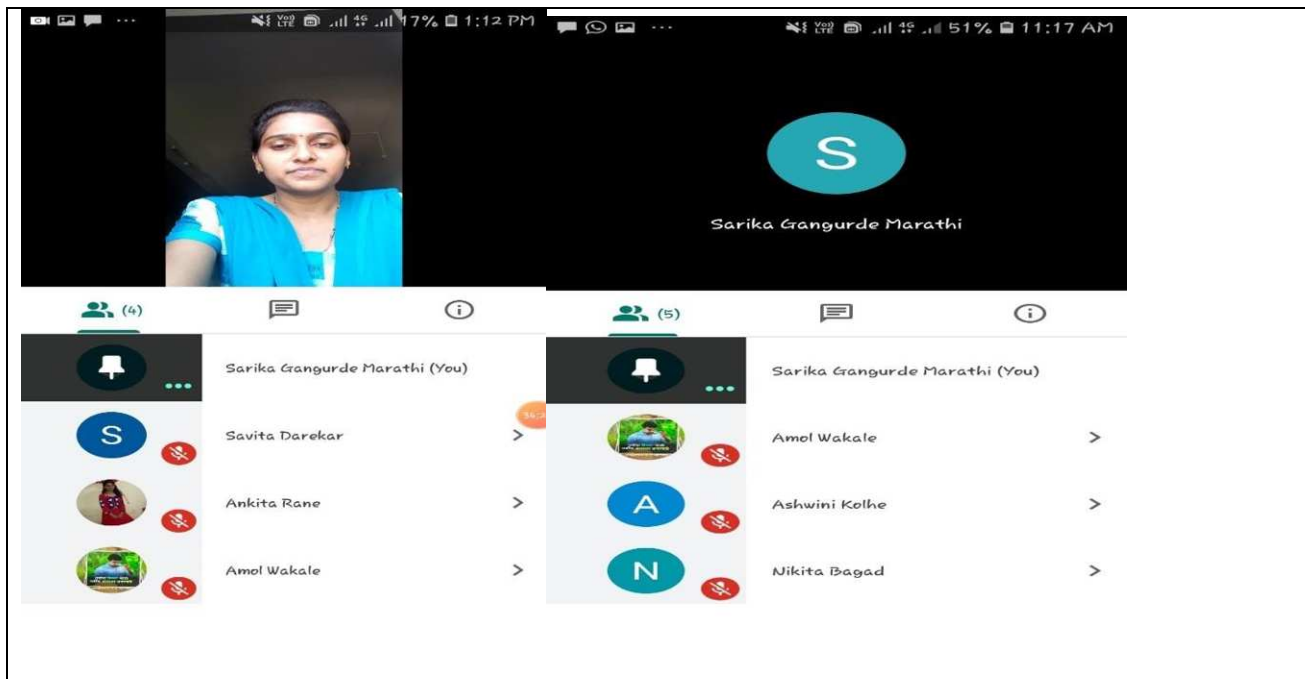 17% 1:12 PM
(4)
Sarika Gangurde Marathi (You)
S
Savita Darekar
Ankita Rane
Amol Wakale
51% 11:17 AM
S
Sarika Gangurde Marathi
(5)
Sarika Gangurde Marathi (You)
Amol Wakale
A
Ashwini Kolhe
N
Nikita Bagad